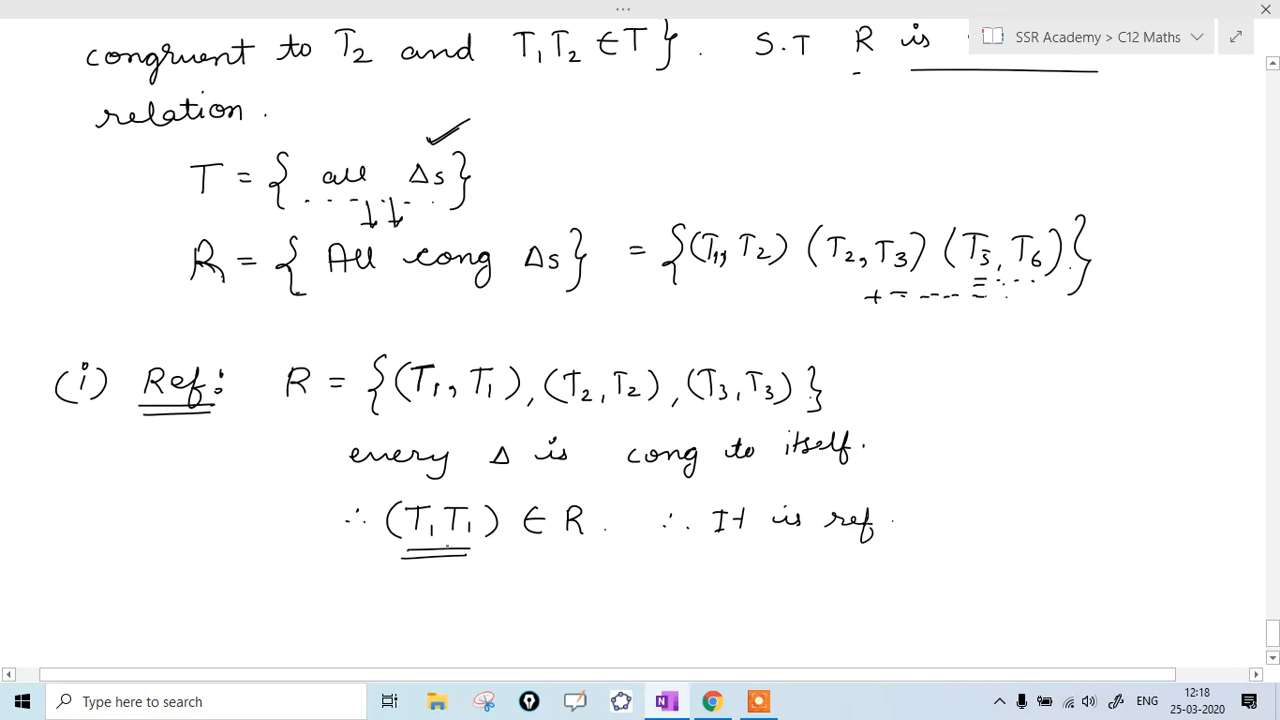 congruent to T₂ and T₁ T₂ ∈ T} . S.T R is
SSR Academy > C12 Maths
relation .
T = { all Δs}
R = { All cong Δs} = {(T₁, T₂) (T₂, T₃) (T₅, T₆)}
(i) Ref: R = {(T₁, T₁), (T₂, T₂), (T₃, T₃)}
every Δ is cong to itself.
∴ (T₁ T₁) ∈ R . ∴ It is ref .
Type here to search
ENG
12:18
25-03-2020